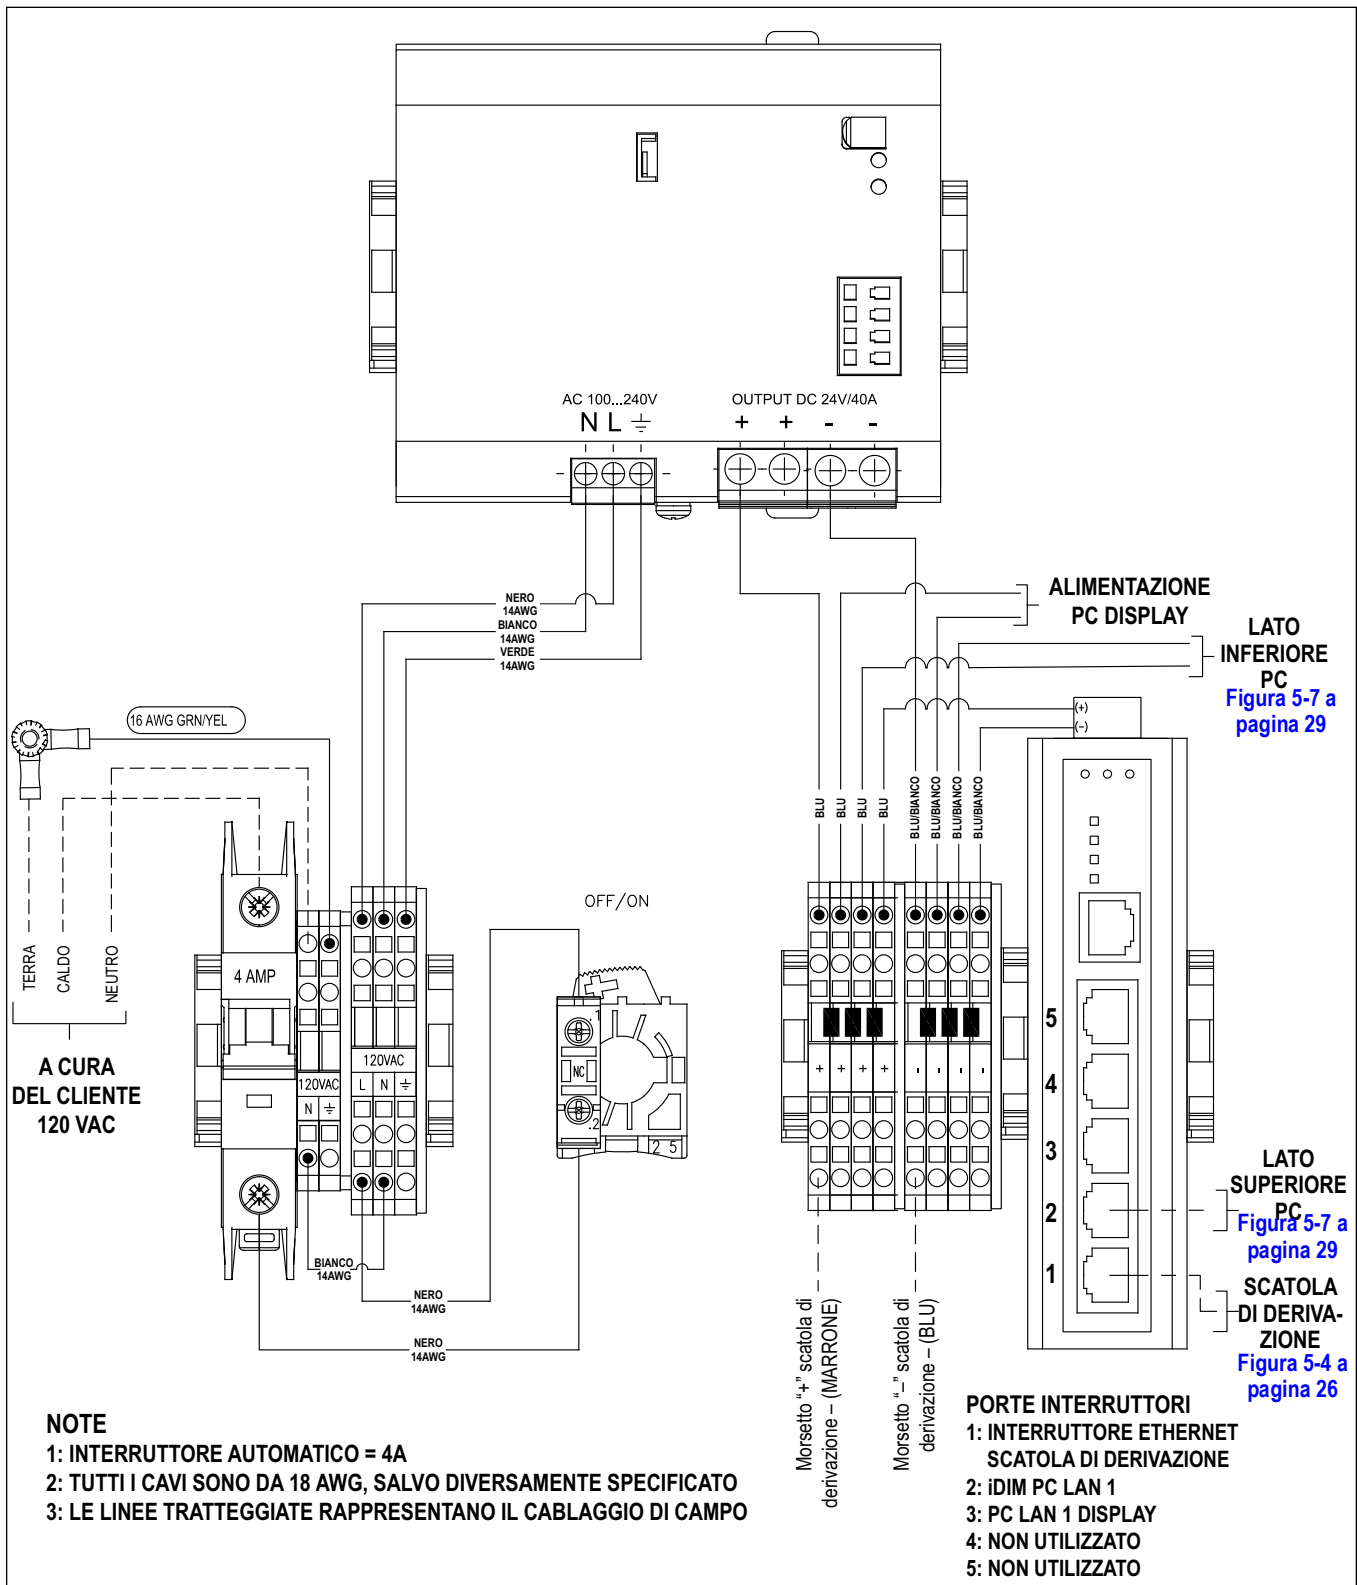 AC 100...240V
OUTPUT DC 24V/40A
N L
+ + - -
NERO
14AWG
BIANCO
14AWG
VERDE
14AWG
ALIMENTAZIONE
PC DISPLAY
LATO
INFERIORE
PC
Figura 5-7 a
pagina 29
16 AWG GRN/YEL
(+)
(–)
BLU
BLU
BLU
BLU
BLU/BIANCO
BLU/BIANCO
BLU/BIANCO
BLU/BIANCO
OFF/ON
TERRA
CALDO
NEUTRO
4 AMP
A CURA
DEL CLIENTE
120 VAC
120VAC
N
120VAC
L N
.1
NC
.2
2 5
+ + + +
- - - -
5
4
3
2
1
LATO
SUPERIORE
PC
Figura 5-7 a
pagina 29
SCATOLA
DI DERIVA-
ZIONE
Figura 5-4 a
pagina 26
BIANCO
14AWG
NERO
14AWG
NERO
14AWG
Morsetto “+” scatola di
derivazione – (MARRONE)
Morsetto “–” scatola di
derivazione – (BLU)
NOTE
1: INTERRUTTORE AUTOMATICO = 4A
2: TUTTI I CAVI SONO DA 18 AWG, SALVO DIVERSAMENTE SPECIFICATO
3: LE LINEE TRATTEGGIATE RAPPRESENTANO IL CABLAGGIO DI CAMPO
PORTE INTERRUTTORI
1: INTERRUTTORE ETHERNET
SCATOLA DI DERIVAZIONE
2: iDIM PC LAN 1
3: PC LAN 1 DISPLAY
4: NON UTILIZZATO
5: NON UTILIZZATO